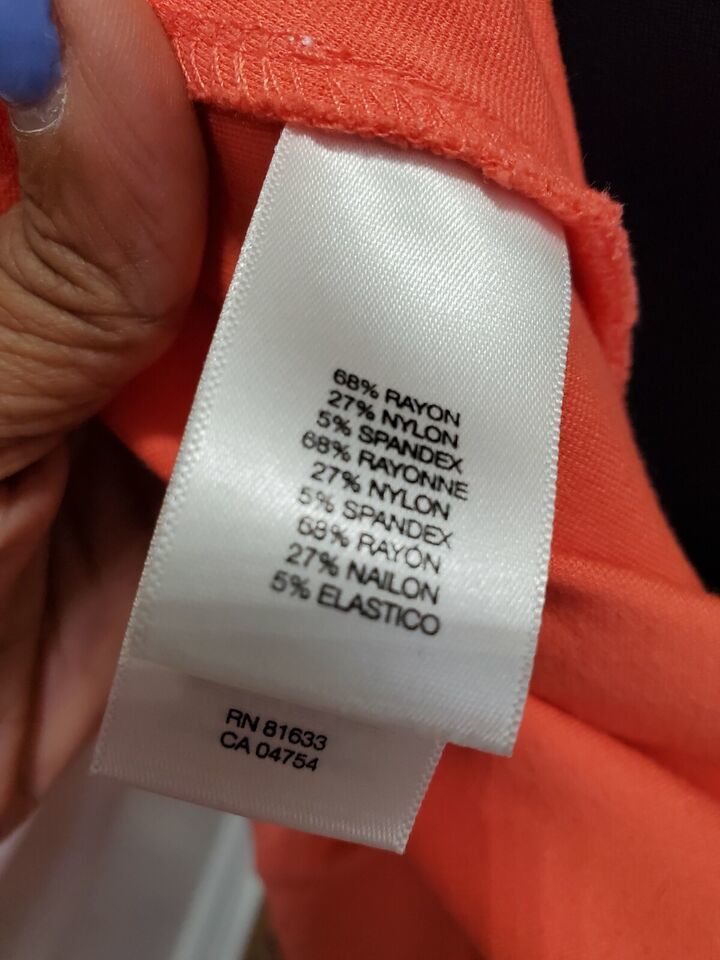 68% RAYON
27% NYLON
5% SPANDEX
68% RAYONNE
27% NYLON
5% SPANDEX
68% RAYÓN
27% NAILON
5% ELASTICO
RN 81633
CA 04754